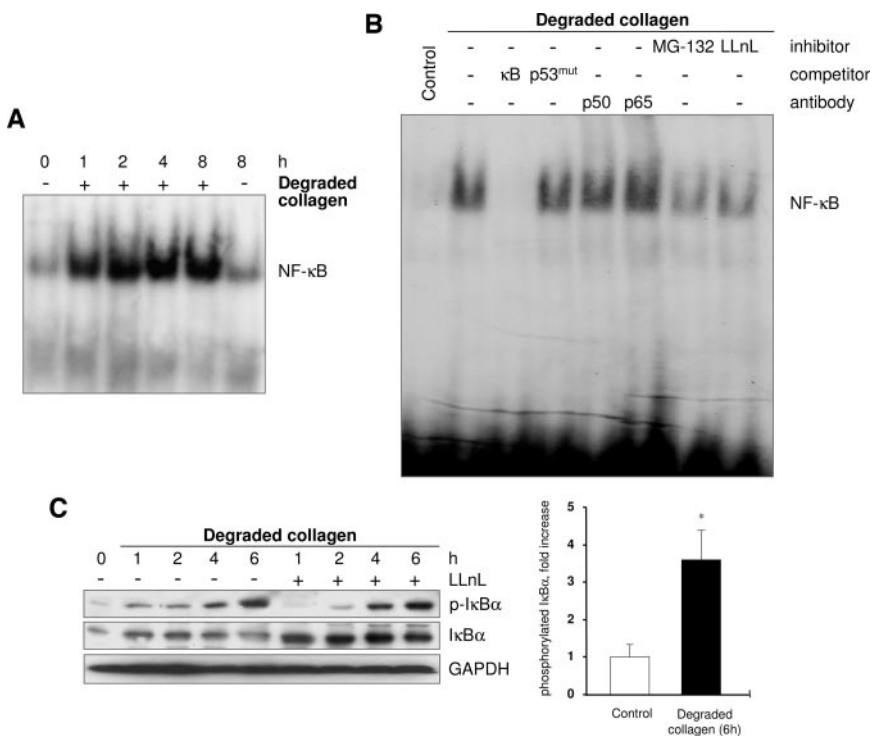 A
0 1 2 4 8 8 h
- + + + + - Degraded
collagen
NF-κB
B
Degraded collagen
Control
- - - - - MG-132 LLnL inhibitor
- κB p53mut - - - - competitor
- - - p50 p65 - - antibody
NF-κB
C
Degraded collagen
0 1 2 4 6 1 2 4 6 h
- - - - - + + + + LLnL
p-IκBα
IκBα
GAPDH
phosphorylated IκBα, fold increase
5
4
3
2
1
0
*
Control Degraded
collagen (6h)